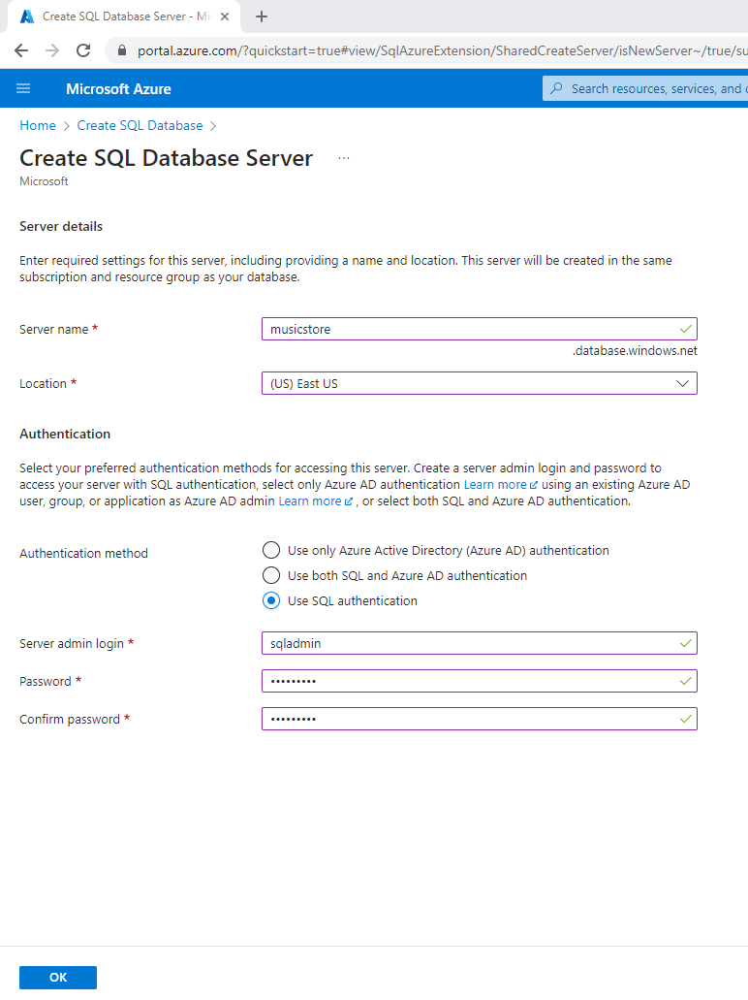 Create SQL Database Server - Mi
portal.azure.com/?quickstart=true#view/SqlAzureExtension/SharedCreateServer/isNewServer~/true/su
Microsoft Azure
Search resources, services, and
Home > Create SQL Database >
Create SQL Database Server ...
Microsoft
Server details
Enter required settings for this server, including providing a name and location. This server will be created in the same
subscription and resource group as your database.
Server name *
musicstore
.database.windows.net
Location *
(US) East US
Authentication
Select your preferred authentication methods for accessing this server. Create a server admin login and password to
access your server with SQL authentication, select only Azure AD authentication Learn more using an existing Azure AD
user, group, or application as Azure AD admin Learn more , or select both SQL and Azure AD authentication.
Authentication method
Use only Azure Active Directory (Azure AD) authentication
Use both SQL and Azure AD authentication
Use SQL authentication
Server admin login *
sqladmin
Password *
•••••••••
Confirm password *
•••••••••
OK